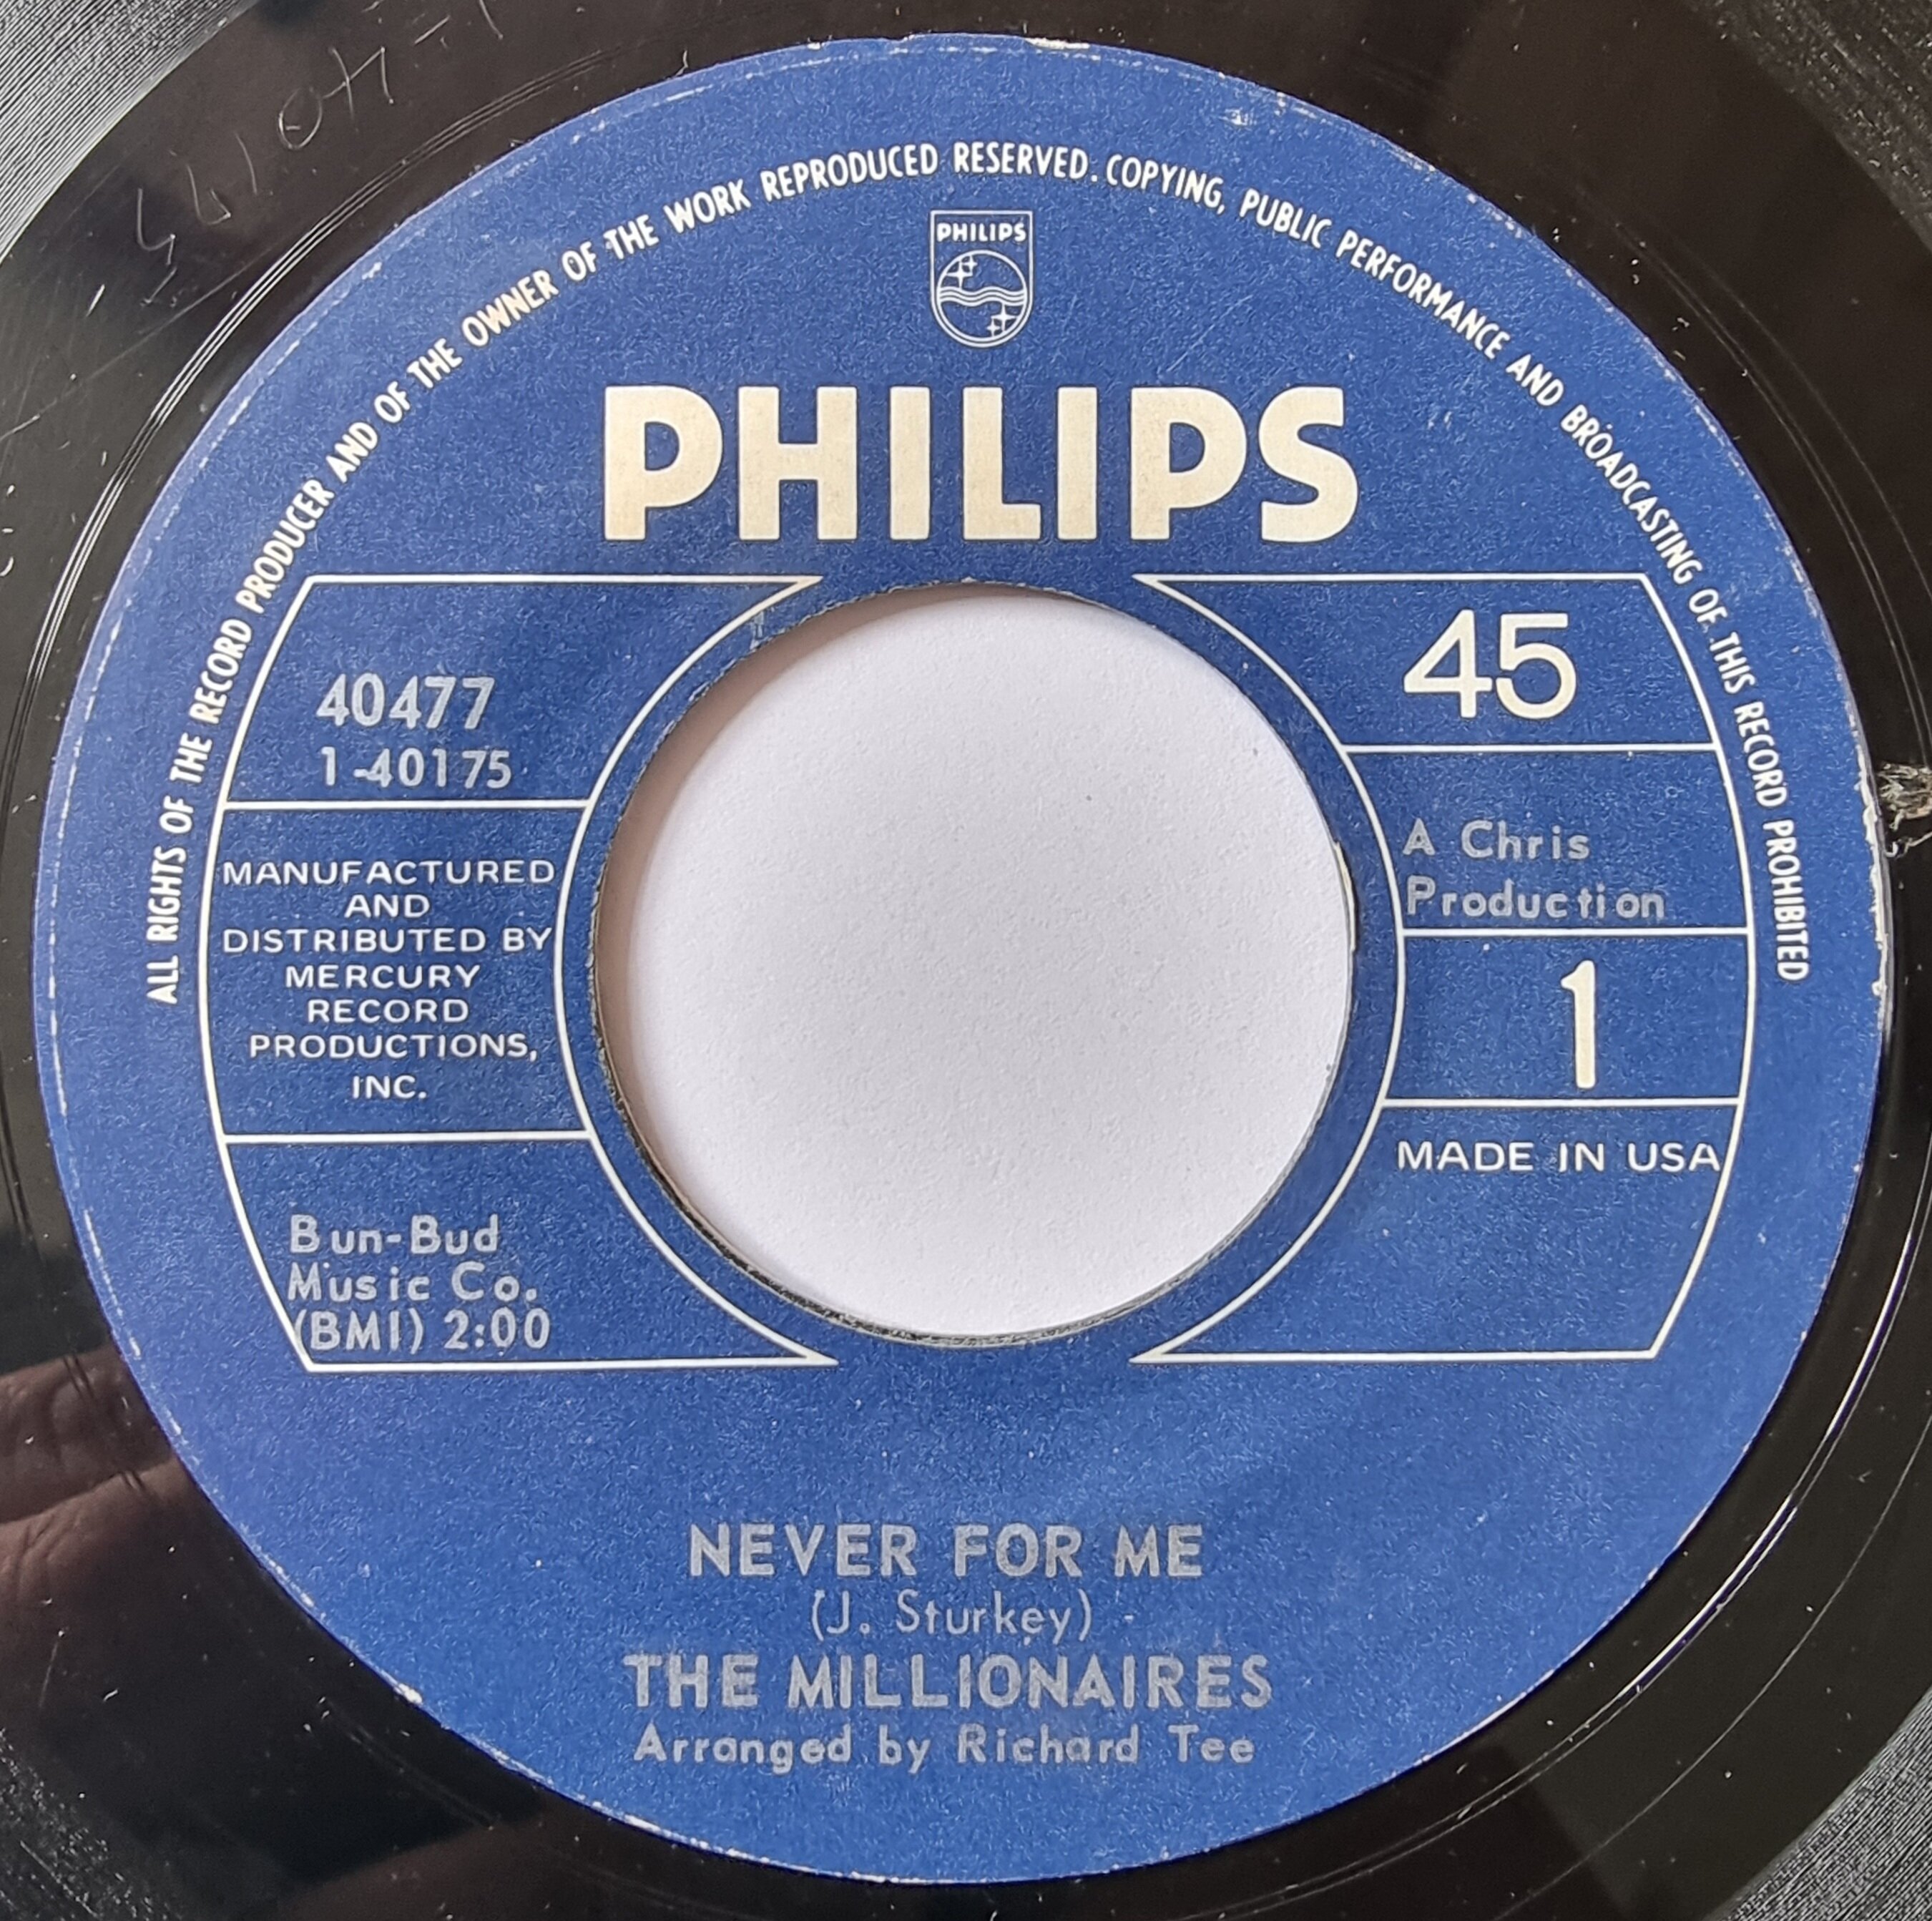 ALL RIGHTS OF THE RECORD PRODUCER AND OF THE OWNER OF THE WORK REPRODUCED RESERVED. COPYING, PUBLIC PERFORMANCE AND BROADCASTING OF THIS RECORD PROHIBITED
PHILIPS
PHILIPS
40477
1-40175
MANUFACTURED
AND
DISTRIBUTED BY
MERCURY
RECORD
PRODUCTIONS,
INC.
Bun-Bud
Music Co.
(BMI) 2:00
45
A Chris
Production
1
MADE IN USA
NEVER FOR ME
(J. Sturkey)
THE MILLIONAIRES
Arranged by Richard Tee